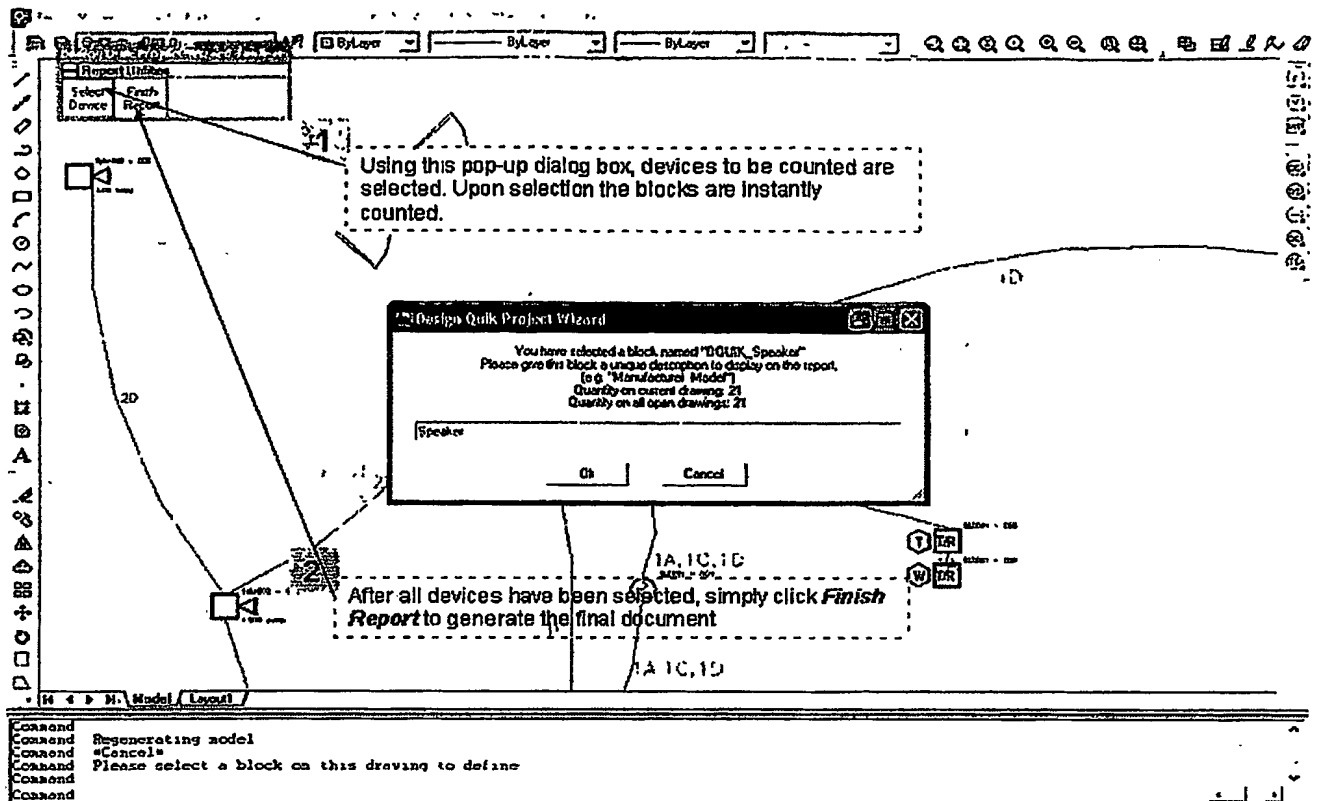 ByLayer
ByLayer
ByLayer
Report Utilities
Select Finish
Device Report
1
Using this pop-up dialog box, devices to be counted are
selected. Upon selection the blocks are instantly
counted.
1D
Design Quik Project Wizard
You have selected a block named "DQUIK_Speaker"
Please give this block a unique description to display on the report.
(e.g. "Manufacturer Model")
Quantity on current drawing: 21
Quantity on all open drawings: 21
Speaker
Ok Cancel
2D
T I/R
W I/R
1A, 1C, 1D
2
After all devices have been selected, simply click Finish
Report to generate the final document
1A 1C, 1D
Model Layout1
Command
Command Regenerating model
Command *Cancel*
Command Please select a block on this drawing to define
Command
Command